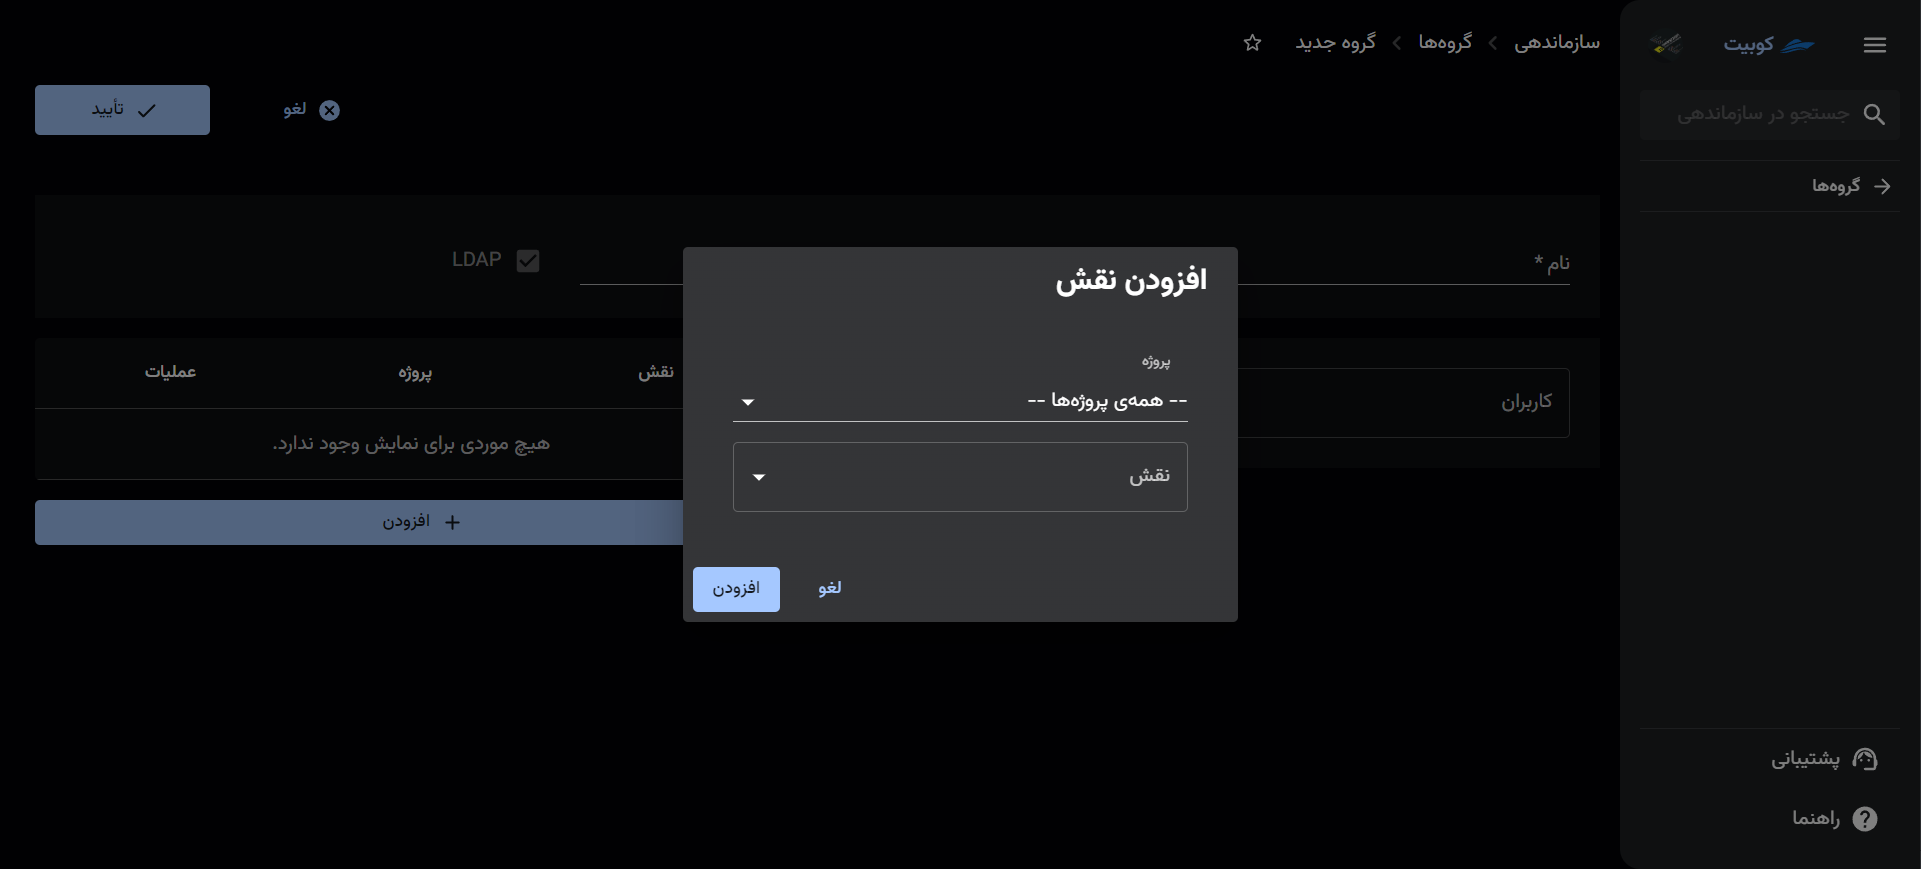 کوبیت
جستجو در سازماندهی
گروه‌ها
پشتیبانی
راهنما
سازماندهی
گروه‌ها
گروه جدید
لغو
تأیید
نام *
LDAP
کاربران
نقش
پروژه
عملیات
هیچ موردی برای نمایش وجود ندارد.
افزودن
افزودن نقش
پروژه
-- همه‌ی پروژه‌ها --
نقش
لغو
افزودن